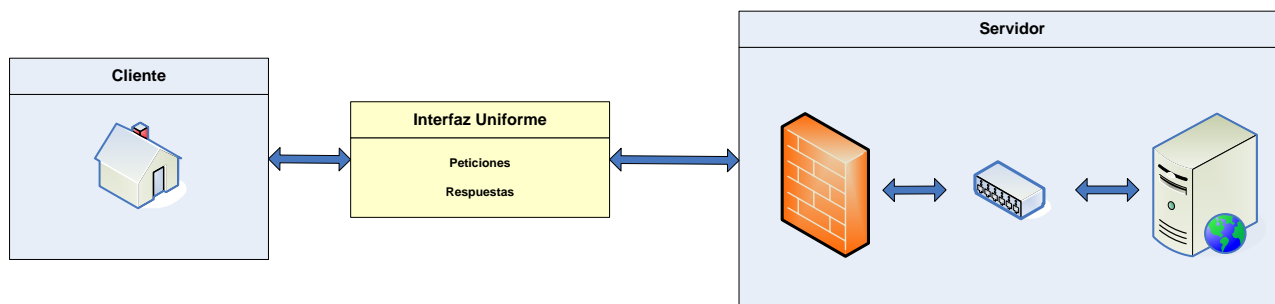 Cliente
Interfaz Uniforme
Peticiones
Respuestas
Servidor